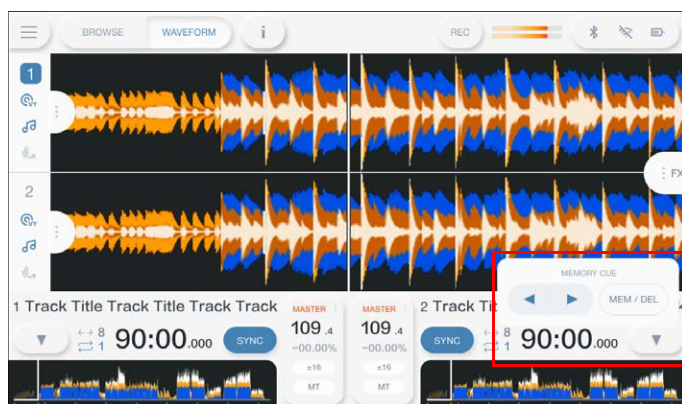 BROWSE WAVEFORM i REC
1
2
FX
MEMORY CUE
MEM / DEL
1 Track Title Track Title Track Track
MASTER
MASTER
2 Track Tit
8
1
90:00.000
SYNC
109.4
-00.00%
±16
MT
109.4
-00.00%
±16
MT
SYNC
8
1
90:00.000